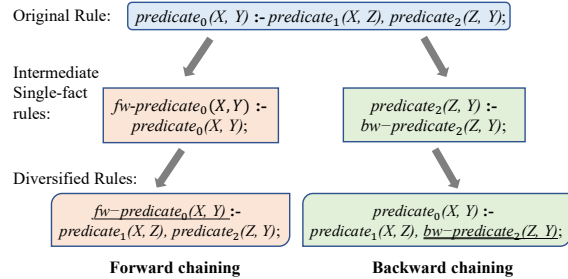 Original Rule: predicate₀(X, Y) :- predicate₁(X, Z), predicate₂(Z, Y);
Intermediate
Single-fact
rules:
fw-predicate₀(X,Y) :-
predicate₀(X, Y);
predicate₂(Z, Y) :-
bw−predicate₂(Z, Y);
Diversified Rules:
fw−predicate₀(X, Y) :-
predicate₁(X, Z), predicate₂(Z, Y);
predicate₀(X, Y) :-
predicate₁(X, Z), bw−predicate₂(Z, Y);
Forward chaining
Backward chaining